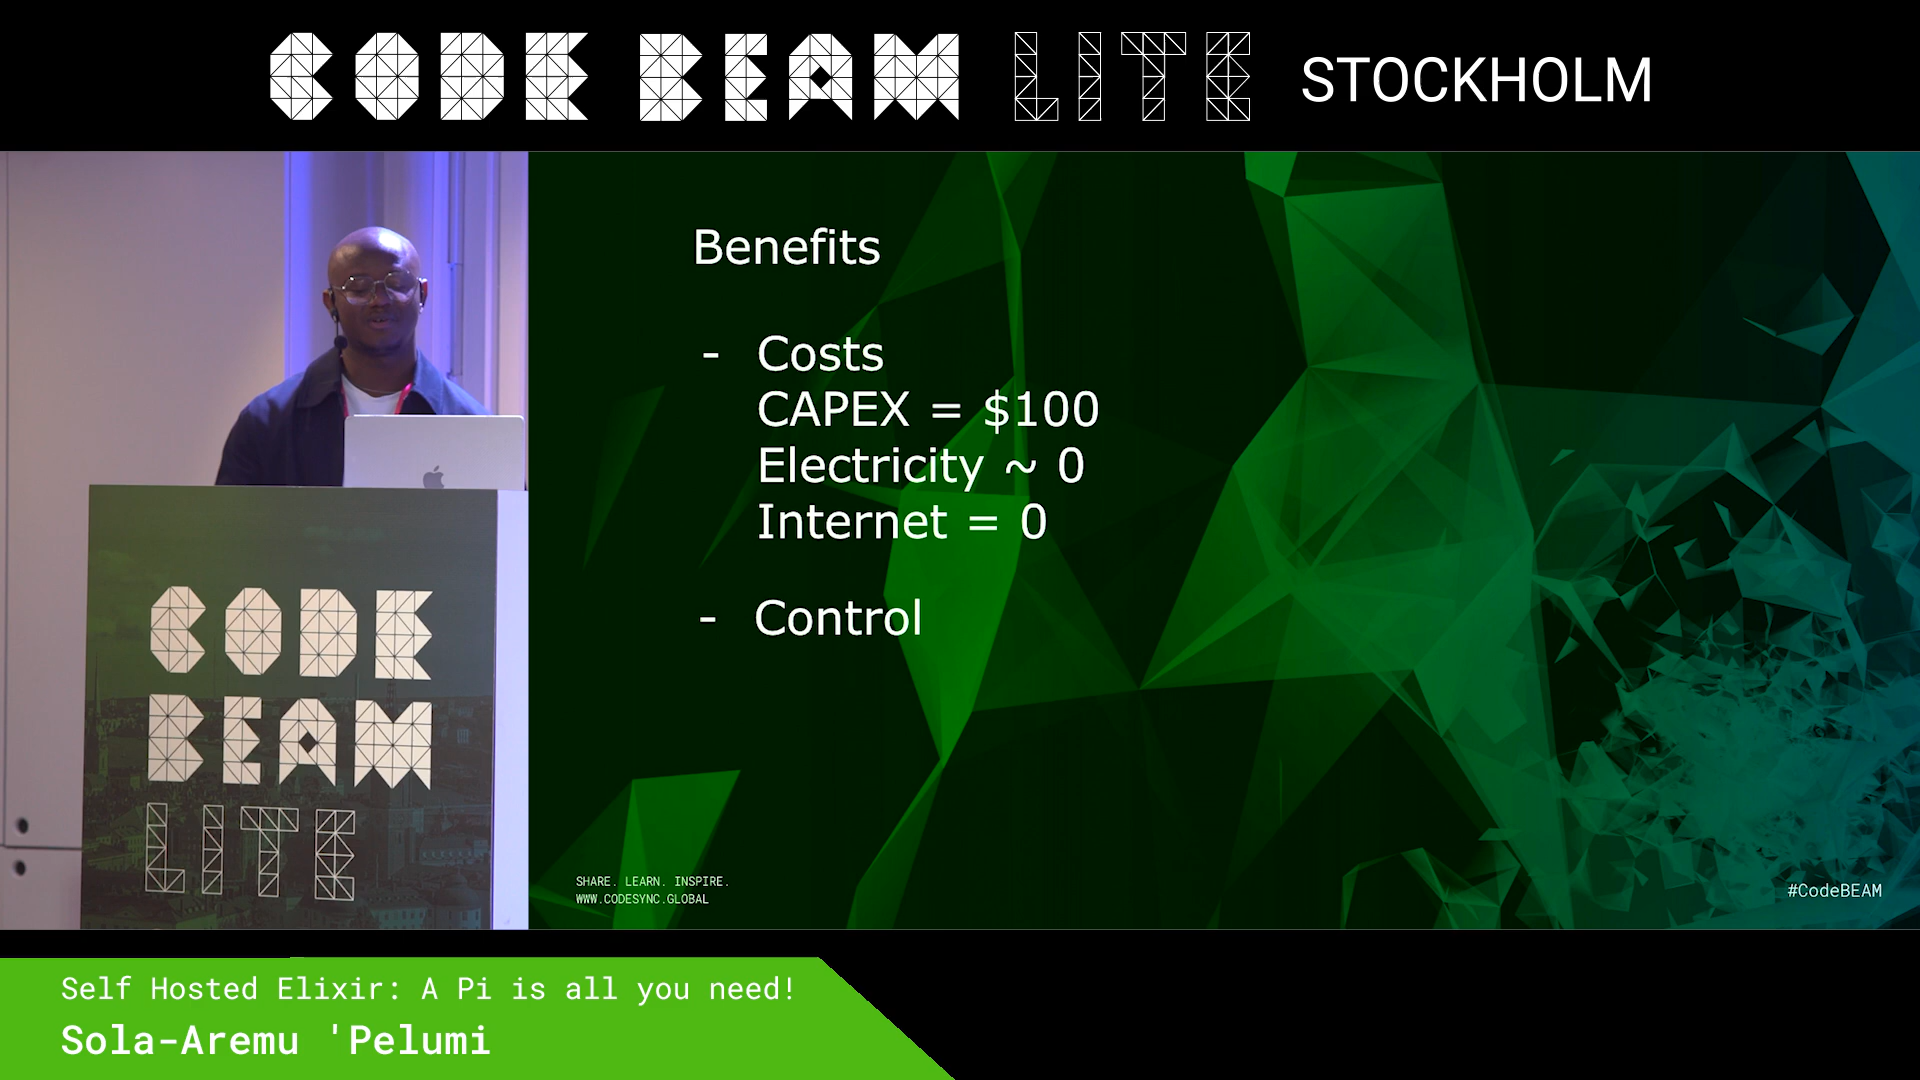 CODE BEAM LITE STOCKHOLM
Benefits
- Costs
CAPEX = $100
Electricity ~ 0
Internet = 0
- Control
CODE
BEAM
LITE
SHARE. LEARN. INSPIRE.
WWW.CODESYNC.GLOBAL
#CodeBEAM
Self Hosted Elixir: A Pi is all you need!
Sola-Aremu 'Pelumi